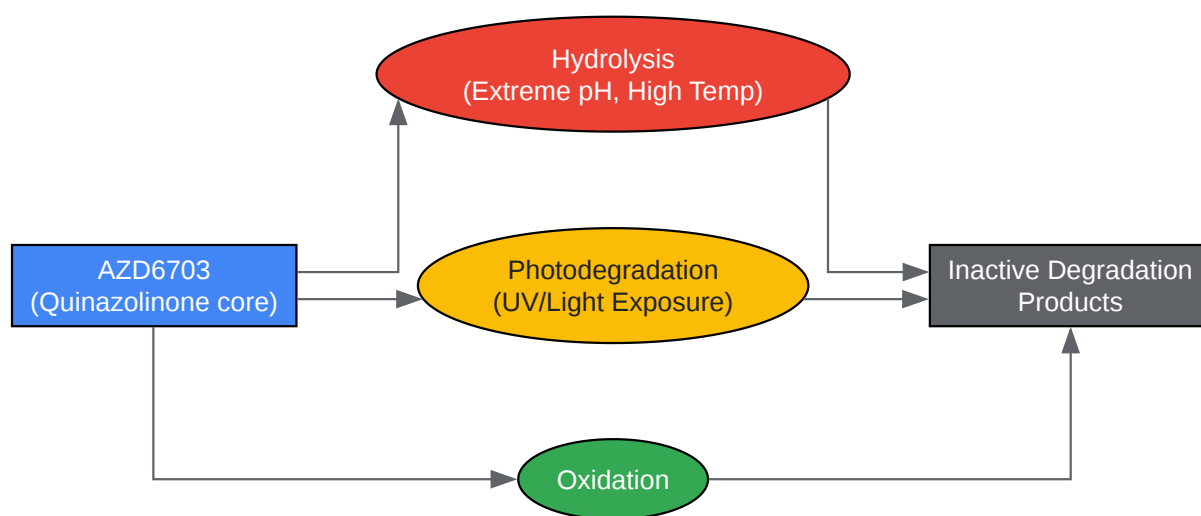 Hydrolysis
(Extreme pH, High Temp)
AZD6703
(Quinazolinone core)
Photodegradation
(UV/Light Exposure)
Inactive Degradation
Products
Oxidation